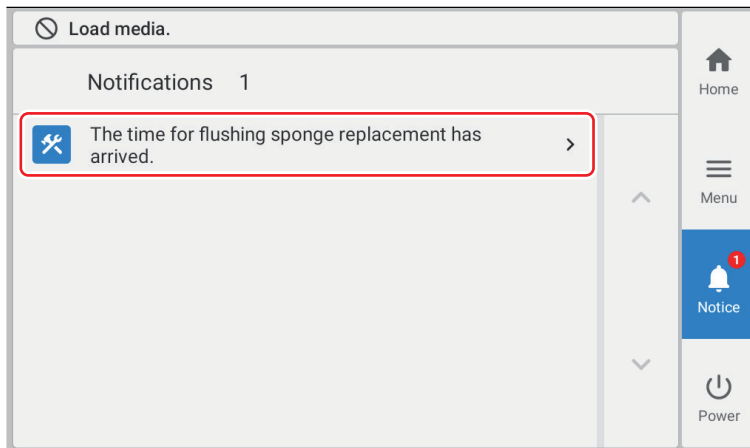 Load media.
Notifications 1
The time for flushing sponge replacement has
arrived.
Home
Menu
1
Notice
Power